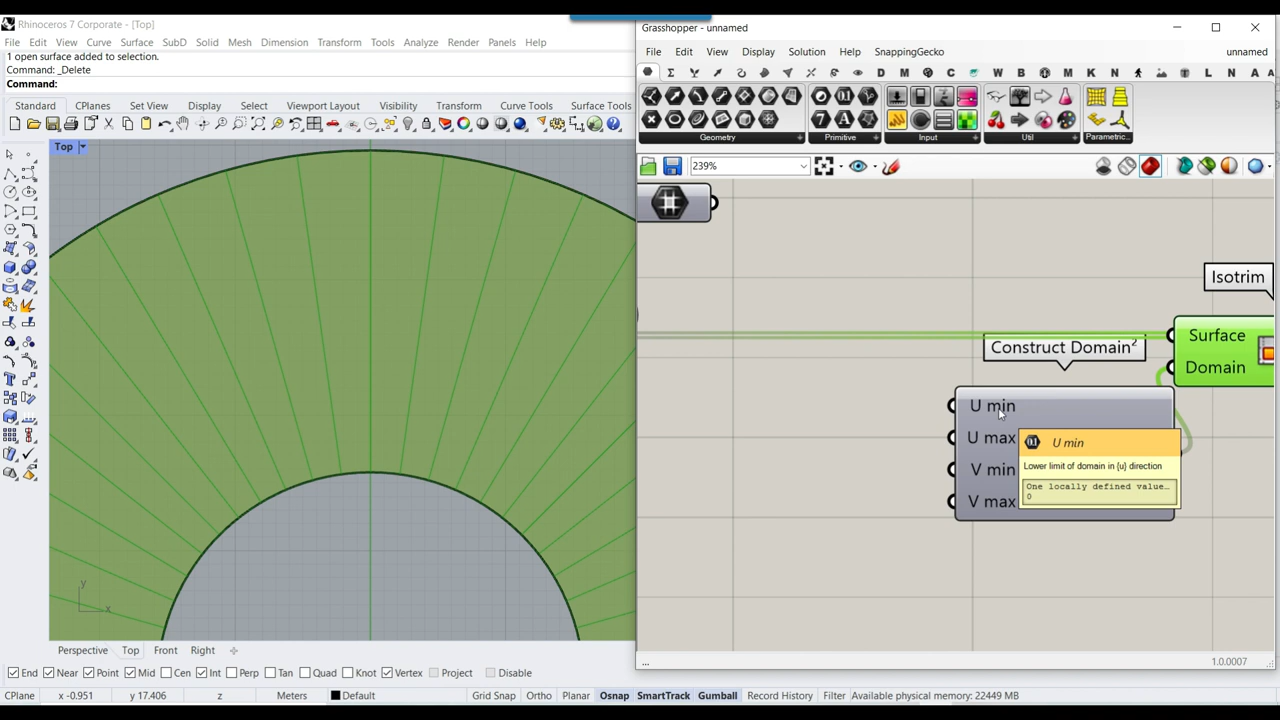 Rhinoceros 7 Corporate - [Top]
File Edit View Curve Surface SubD Solid Mesh Dimension Transform Tools Analyze Render Panels Help
1 open surface added to selection.
Command: _Delete
Command:
Standard CPlanes Set View Display Select Viewport Layout Visibility Transform Curve Tools Surface Tools
Top
y
x
Perspective Top Front Right
End Near Point Mid Cen Int Perp Tan Quad Knot Vertex Project Disable
CPlane x -0.951 y 17.406 z Meters Default Grid Snap Ortho Planar Osnap SmartTrack Gumball Record History Filter Available physical memory: 22449 MB
Grasshopper - unnamed
File Edit View Display Solution Help SnappingGecko unnamed
D M C W B M K N L N A A
Geometry Primitive Input Util Parametric...
239%
Isotrim
Surface
Domain
Construct Domain²
U min
U max
V min
V max
U min
Lower limit of domain in {u} direction
One locally defined value…
0
... 1.0.0007